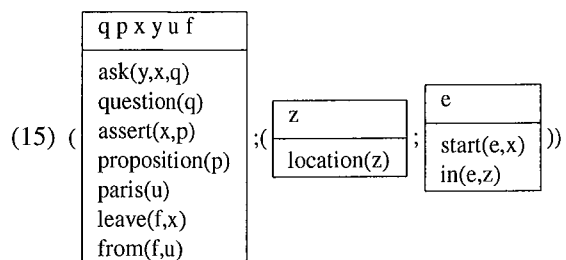 q p x y u f
ask(y,x,q)
question(q)
assert(x,p)
proposition(p)
paris(u)
leave(f,x)
from(f,u)
(15) (
;(
z
location(z)
;
e
start(e,x)
in(e,z)
))